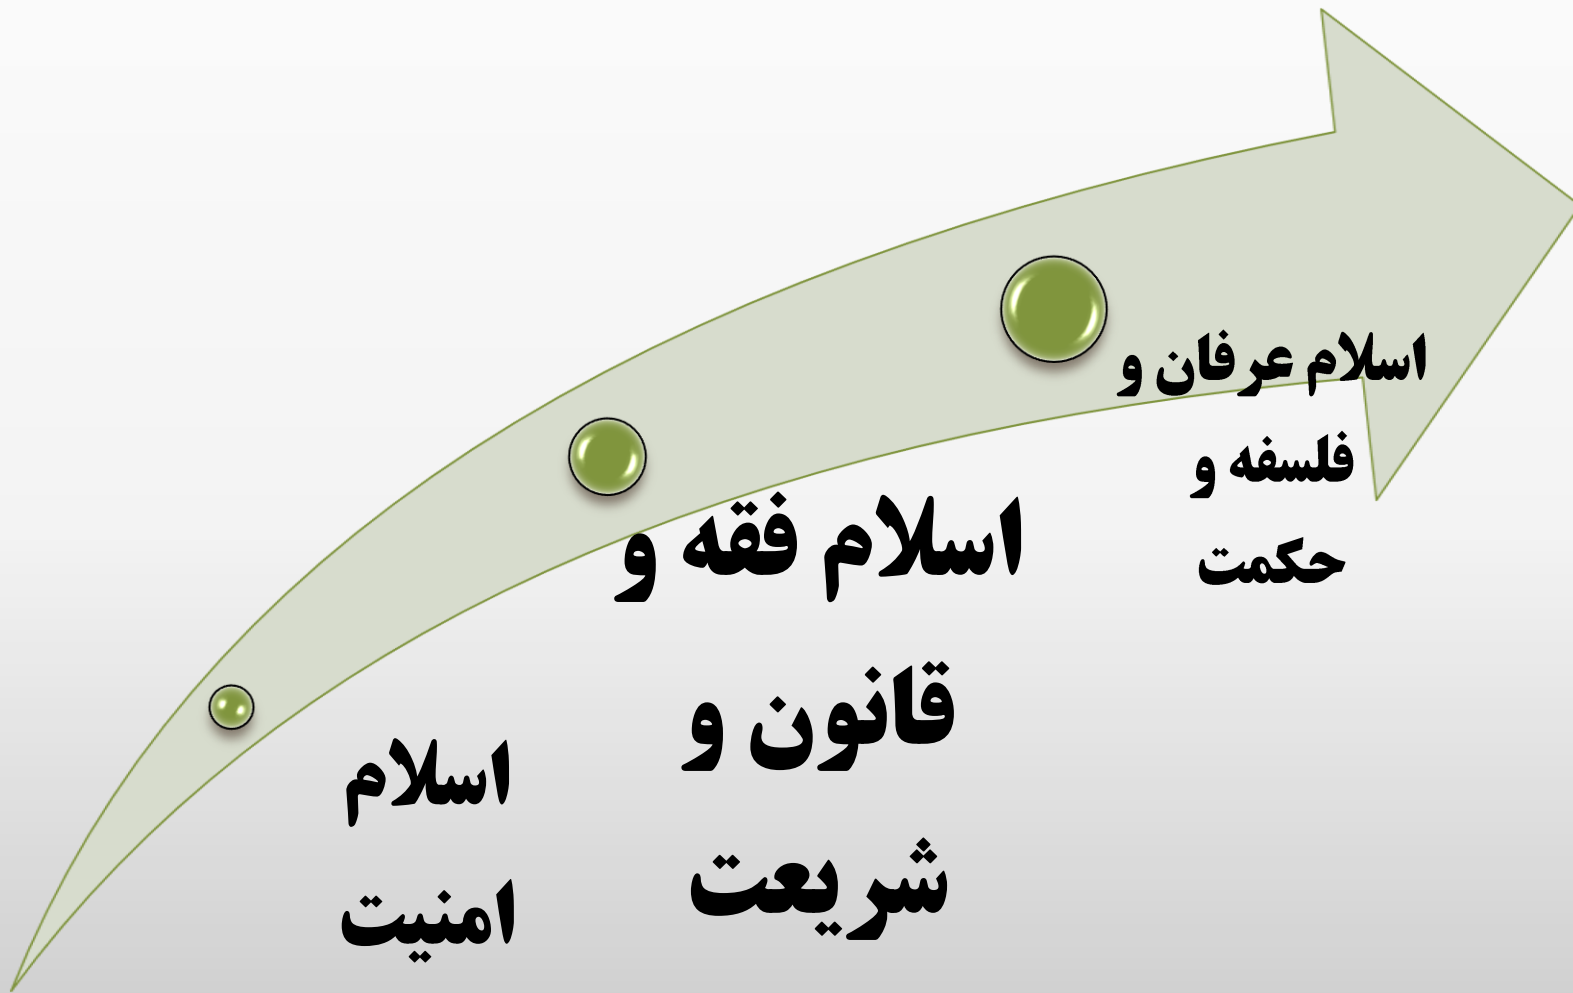 اسلام
امنیت
اسلام فقه و
قانون و
شریعت
اسلام عرفان و
فلسفه و
حکمت